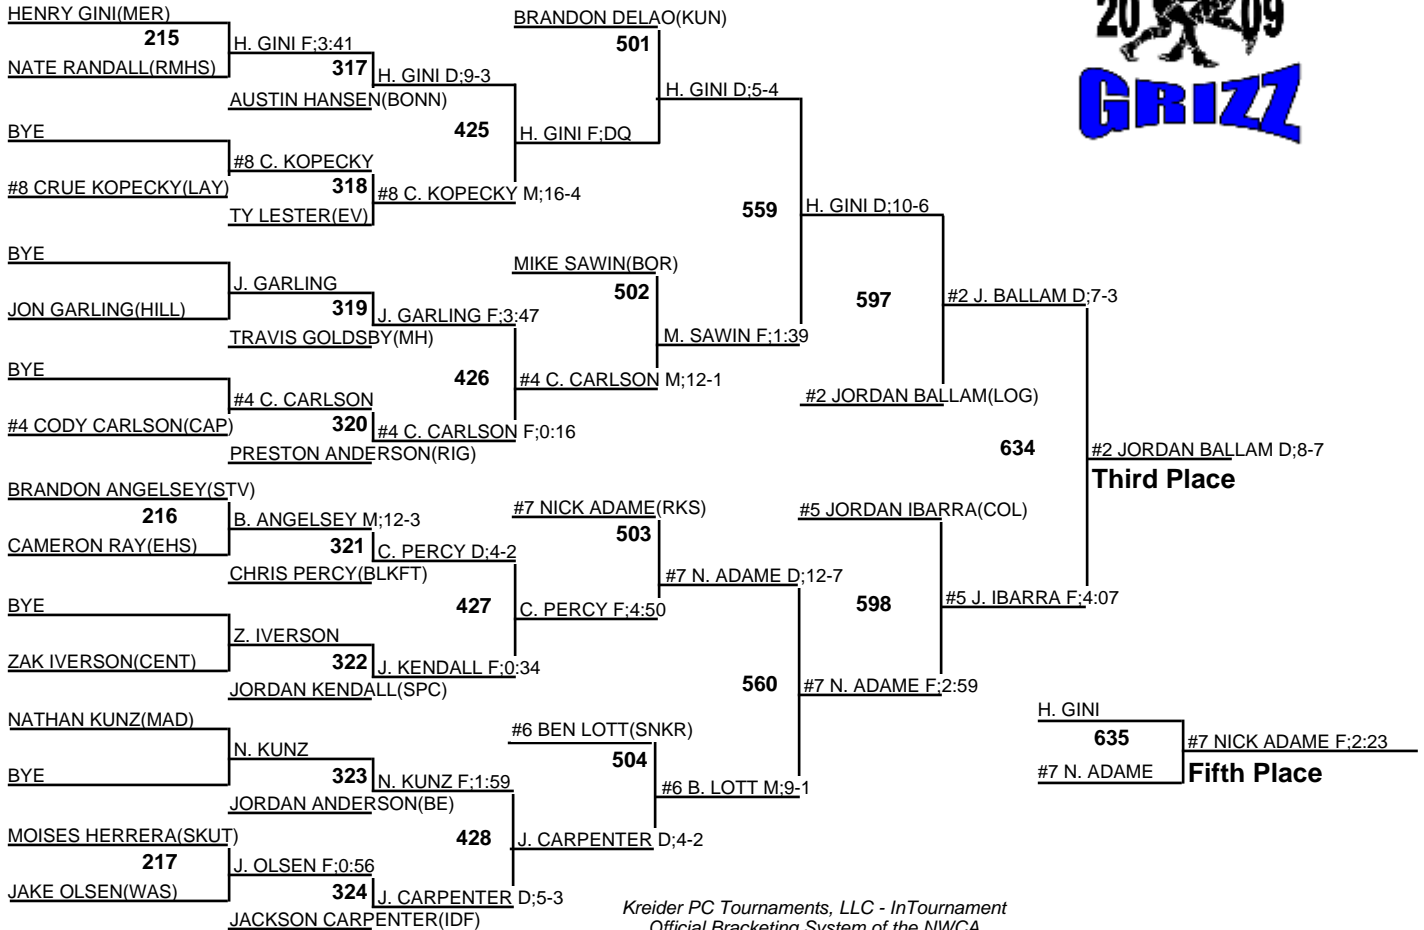 HENRY GINI(MER)
215
NATE RANDALL(RMHS)
BYE
#8 CRUE KOPECKY(LAY)
BYE
JON GARLING(HILL)
BYE
#4 CODY CARLSON(CAP)
BRANDON ANGELSEY(STV)
216
CAMERON RAY(EHS)
BYE
ZAK IVERSON(CENT)
NATHAN KUNZ(MAD)
BYE
MOISES HERRERA(SKUT)
217
JAKE OLSEN(WAS)
H. GINI F;3:41
317
AUSTIN HANSEN(BONN)
#8 C. KOPECKY
318
TY LESTER(EV)
J. GARLING
319
TRAVIS GOLDSBY(MH)
#4 C. CARLSON
320
PRESTON ANDERSON(RIG)
B. ANGELSEY M;12-3
321
CHRIS PERCY(BLKFT)
Z. IVERSON
322
JORDAN KENDALL(SPC)
N. KUNZ
323
JORDAN ANDERSON(BE)
J. OLSEN F;0:56
324
JACKSON CARPENTER(IDF)
H. GINI D;9-3
425
#8 C. KOPECKY M;16-4
J. GARLING F;3:47
426
#4 C. CARLSON F;0:16
C. PERCY D;4-2
427
J. KENDALL F;0:34
N. KUNZ F;1:59
428
J. CARPENTER D;5-3
BRANDON DELAO(KUN)
501
H. GINI F;DQ
MIKE SAWIN(BOR)
502
#4 C. CARLSON M;12-1
#7 NICK ADAME(RKS)
503
C. PERCY F;4:50
#6 BEN LOTT(SNKR)
504
J. CARPENTER D;4-2
H. GINI D;5-4
559
M. SAWIN F;1:39
#7 N. ADAME D;12-7
560
#6 B. LOTT M;9-1
H. GINI D;10-6
597
#2 JORDAN BALLAM(LOG)
#5 JORDAN IBARRA(COL)
598
#7 N. ADAME F;2:59
#2 J. BALLAM D;7-3
634
#5 J. IBARRA F;4:07
#2 JORDAN BALLAM D;8-7
Third Place
H. GINI
635
#7 N. ADAME
#7 NICK ADAME F;2:23
Fifth Place
20 09
GRIZZ
Kreider PC Tournaments, LLC - InTournament
Official Bracketing System of the NWCA